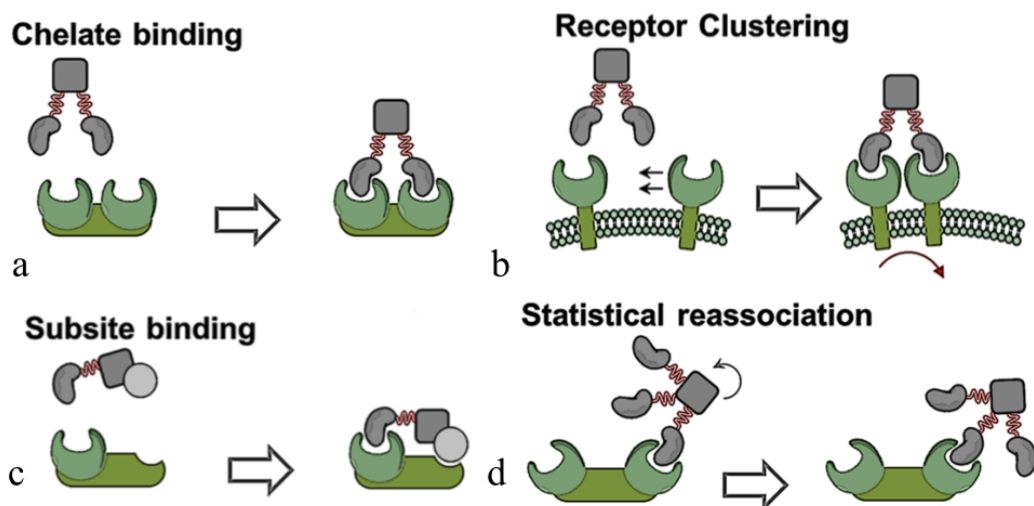 Chelate binding
Receptor Clustering
a
b
Subsite binding
Statistical reassociation
c
d